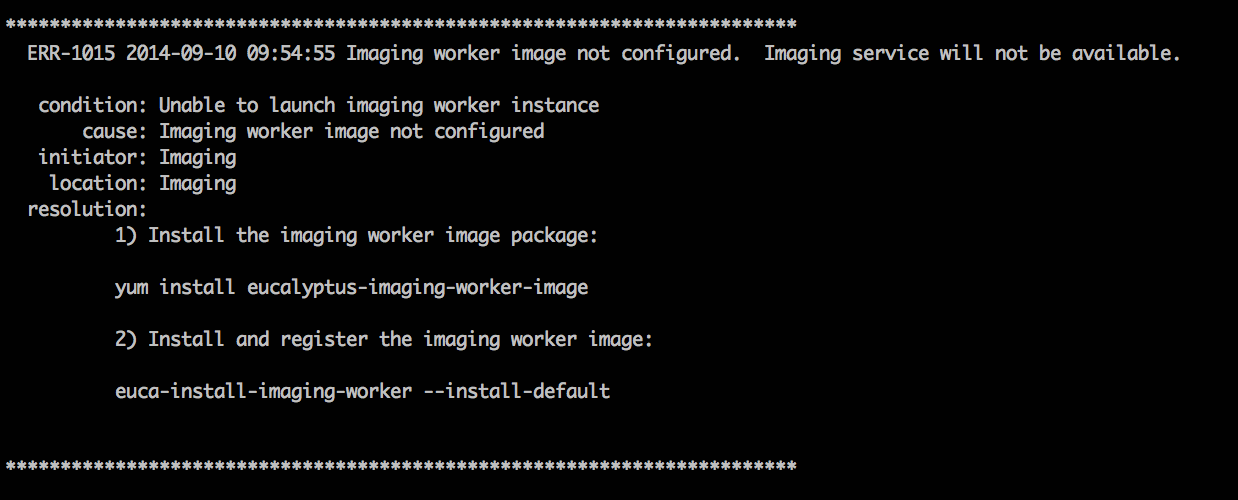 ************************************************************************
ERR-1015 2014-09-10 09:54:55 Imaging worker image not configured.  Imaging service will not be available.
condition: Unable to launch imaging worker instance
cause: Imaging worker image not configured
initiator: Imaging
location: Imaging
resolution:
1) Install the imaging worker image package:
yum install eucalyptus-imaging-worker-image
2) Install and register the imaging worker image:
euca-install-imaging-worker --install-default
************************************************************************